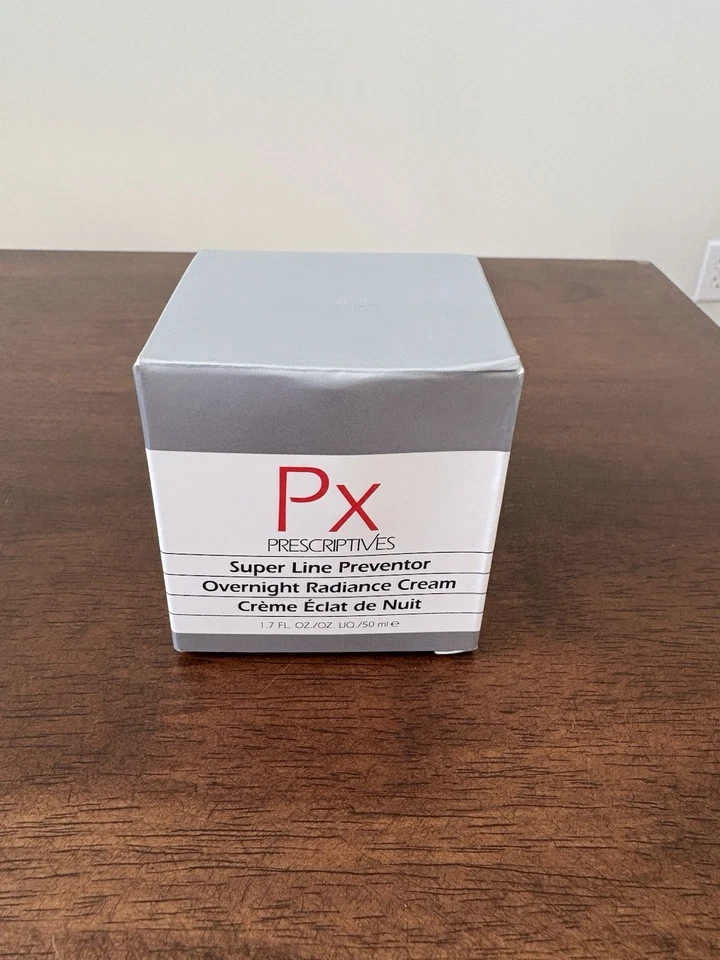 Px
PRESCRIPTIVES
Super Line Preventor
Overnight Radiance Cream
Crème Éclat de Nuit
1.7 FL. OZ./OZ. LIQ./50 ml ℮